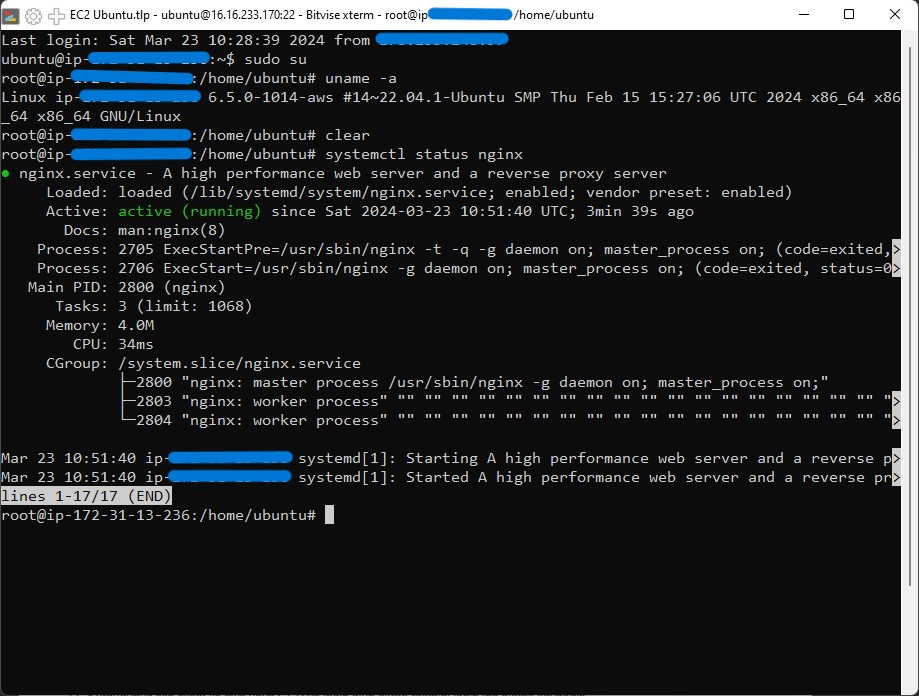 EC2 Ubuntu.tlp - ubuntu@16.16.233.170:22 - Bitvise xterm - root@ip /home/ubuntu
Last login: Sat Mar 23 10:28:39 2024 from
ubuntu@ip- :~$ sudo su
root@ip- :/home/ubuntu# uname -a
Linux ip- 6.5.0-1014-aws #14~22.04.1-Ubuntu SMP Thu Feb 15 15:27:06 UTC 2024 x86_64 x86
_64 x86_64 GNU/Linux
root@ip- :/home/ubuntu# clear
root@ip- :/home/ubuntu# systemctl status nginx
● nginx.service - A high performance web server and a reverse proxy server
     Loaded: loaded (/lib/systemd/system/nginx.service; enabled; vendor preset: enabled)
     Active: active (running) since Sat 2024-03-23 10:51:40 UTC; 3min 39s ago
       Docs: man:nginx(8)
    Process: 2705 ExecStartPre=/usr/sbin/nginx -t -q -g daemon on; master_process on; (code=exited,>
    Process: 2706 ExecStart=/usr/sbin/nginx -g daemon on; master_process on; (code=exited, status=0>
   Main PID: 2800 (nginx)
      Tasks: 3 (limit: 1068)
     Memory: 4.0M
        CPU: 34ms
     CGroup: /system.slice/nginx.service
             ├─2800 "nginx: master process /usr/sbin/nginx -g daemon on; master_process on;"
             ├─2803 "nginx: worker process" "" "" "" "" "" "" "" "" "" "" "" "" "" "" "" "" "" "" ">
             └─2804 "nginx: worker process" "" "" "" "" "" "" "" "" "" "" "" "" "" "" "" "" "" "" ">
Mar 23 10:51:40 ip- systemd[1]: Starting A high performance web server and a reverse p>
Mar 23 10:51:40 ip- systemd[1]: Started A high performance web server and a reverse pr>
lines 1-17/17 (END)
root@ip-172-31-13-236:/home/ubuntu#